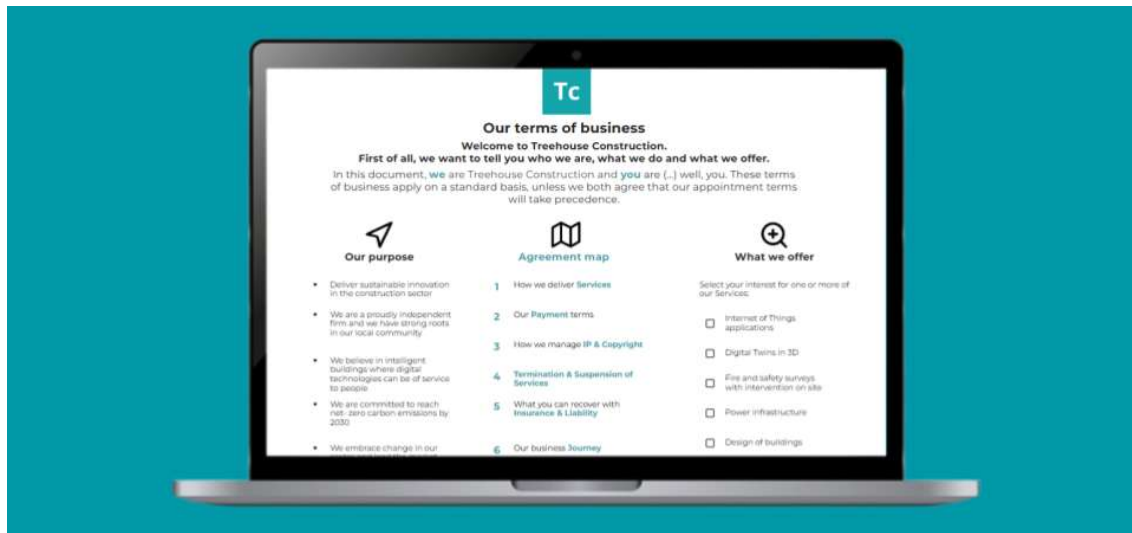 Tc
Our terms of business
Welcome to Treehouse Construction.
First of all, we want to tell you who we are, what we do and what we offer.
In this document, we are Treehouse Construction and you are (...) well, you. These terms
of business apply on a standard basis, unless we both agree that our appointment terms
will take precedence.
Our purpose
Deliver sustainable innovation
in the construction sector
We are a proudly independent
firm and we have strong roots
in our local community
We believe in intelligent
buildings where digital
technologies can be of service
to people
We are committed to reach
net- zero carbon emissions by
2030
We embrace change in our
Agreement map
1 How we deliver Services
2 Our Payment terms
3 How we manage IP & Copyright
4 Termination & Suspension of
Services
5 What you can recover with
Insurance & Liability
6 Our business Journey
What we offer
Select your interest for one or more of
our Services:
Internet of Things
applications
Digital Twins in 3D
Fire and safety surveys
with intervention on site
Power infrastructure
Design of buildings